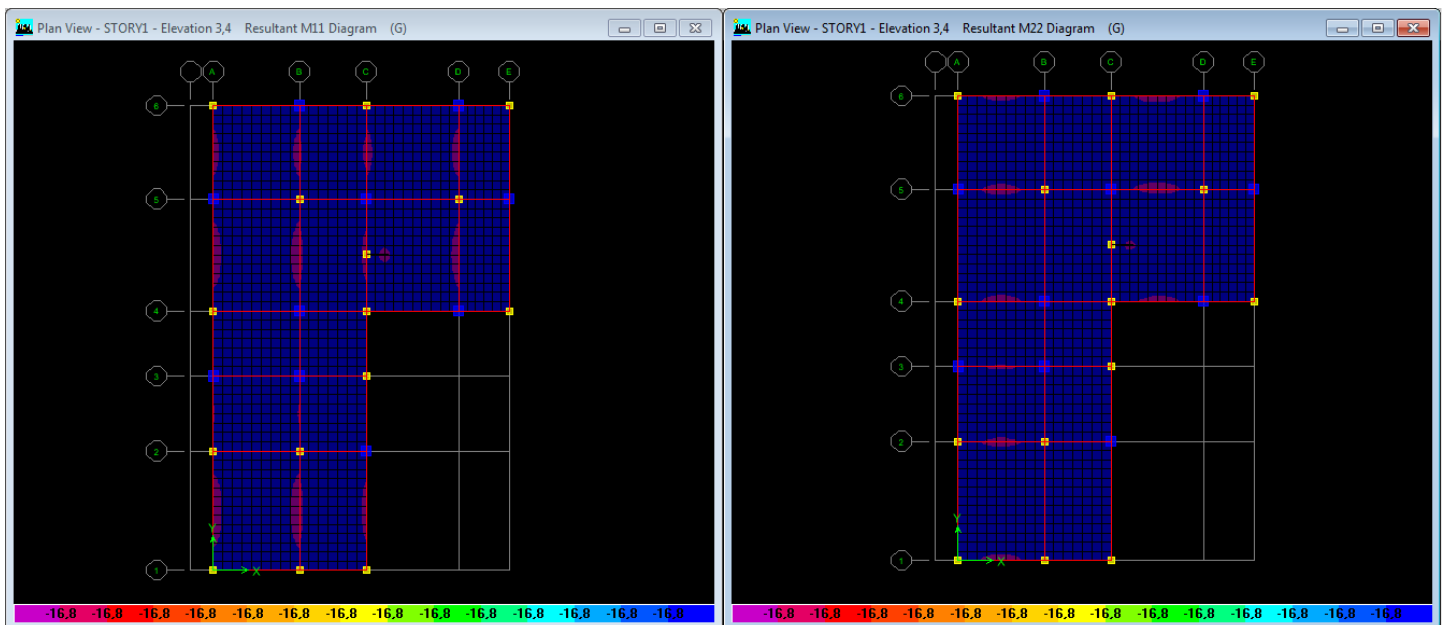 Plan View - STORY1 - Elevation 3,4 Resultant M11 Diagram (G)
A B C D E
6
5
4
3
2
Y
1
X
-16,8 -16,8 -16,8 -16,8 -16,8 -16,8 -16,8 -16,8 -16,8 -16,8 -16,8 -16,8 -16,8 -16,8
Plan View - STORY1 - Elevation 3,4 Resultant M22 Diagram (G)
A B C D E
6
5
4
3
2
Y
1
X
-16,8 -16,8 -16,8 -16,8 -16,8 -16,8 -16,8 -16,8 -16,8 -16,8 -16,8 -16,8 -16,8 -16,8